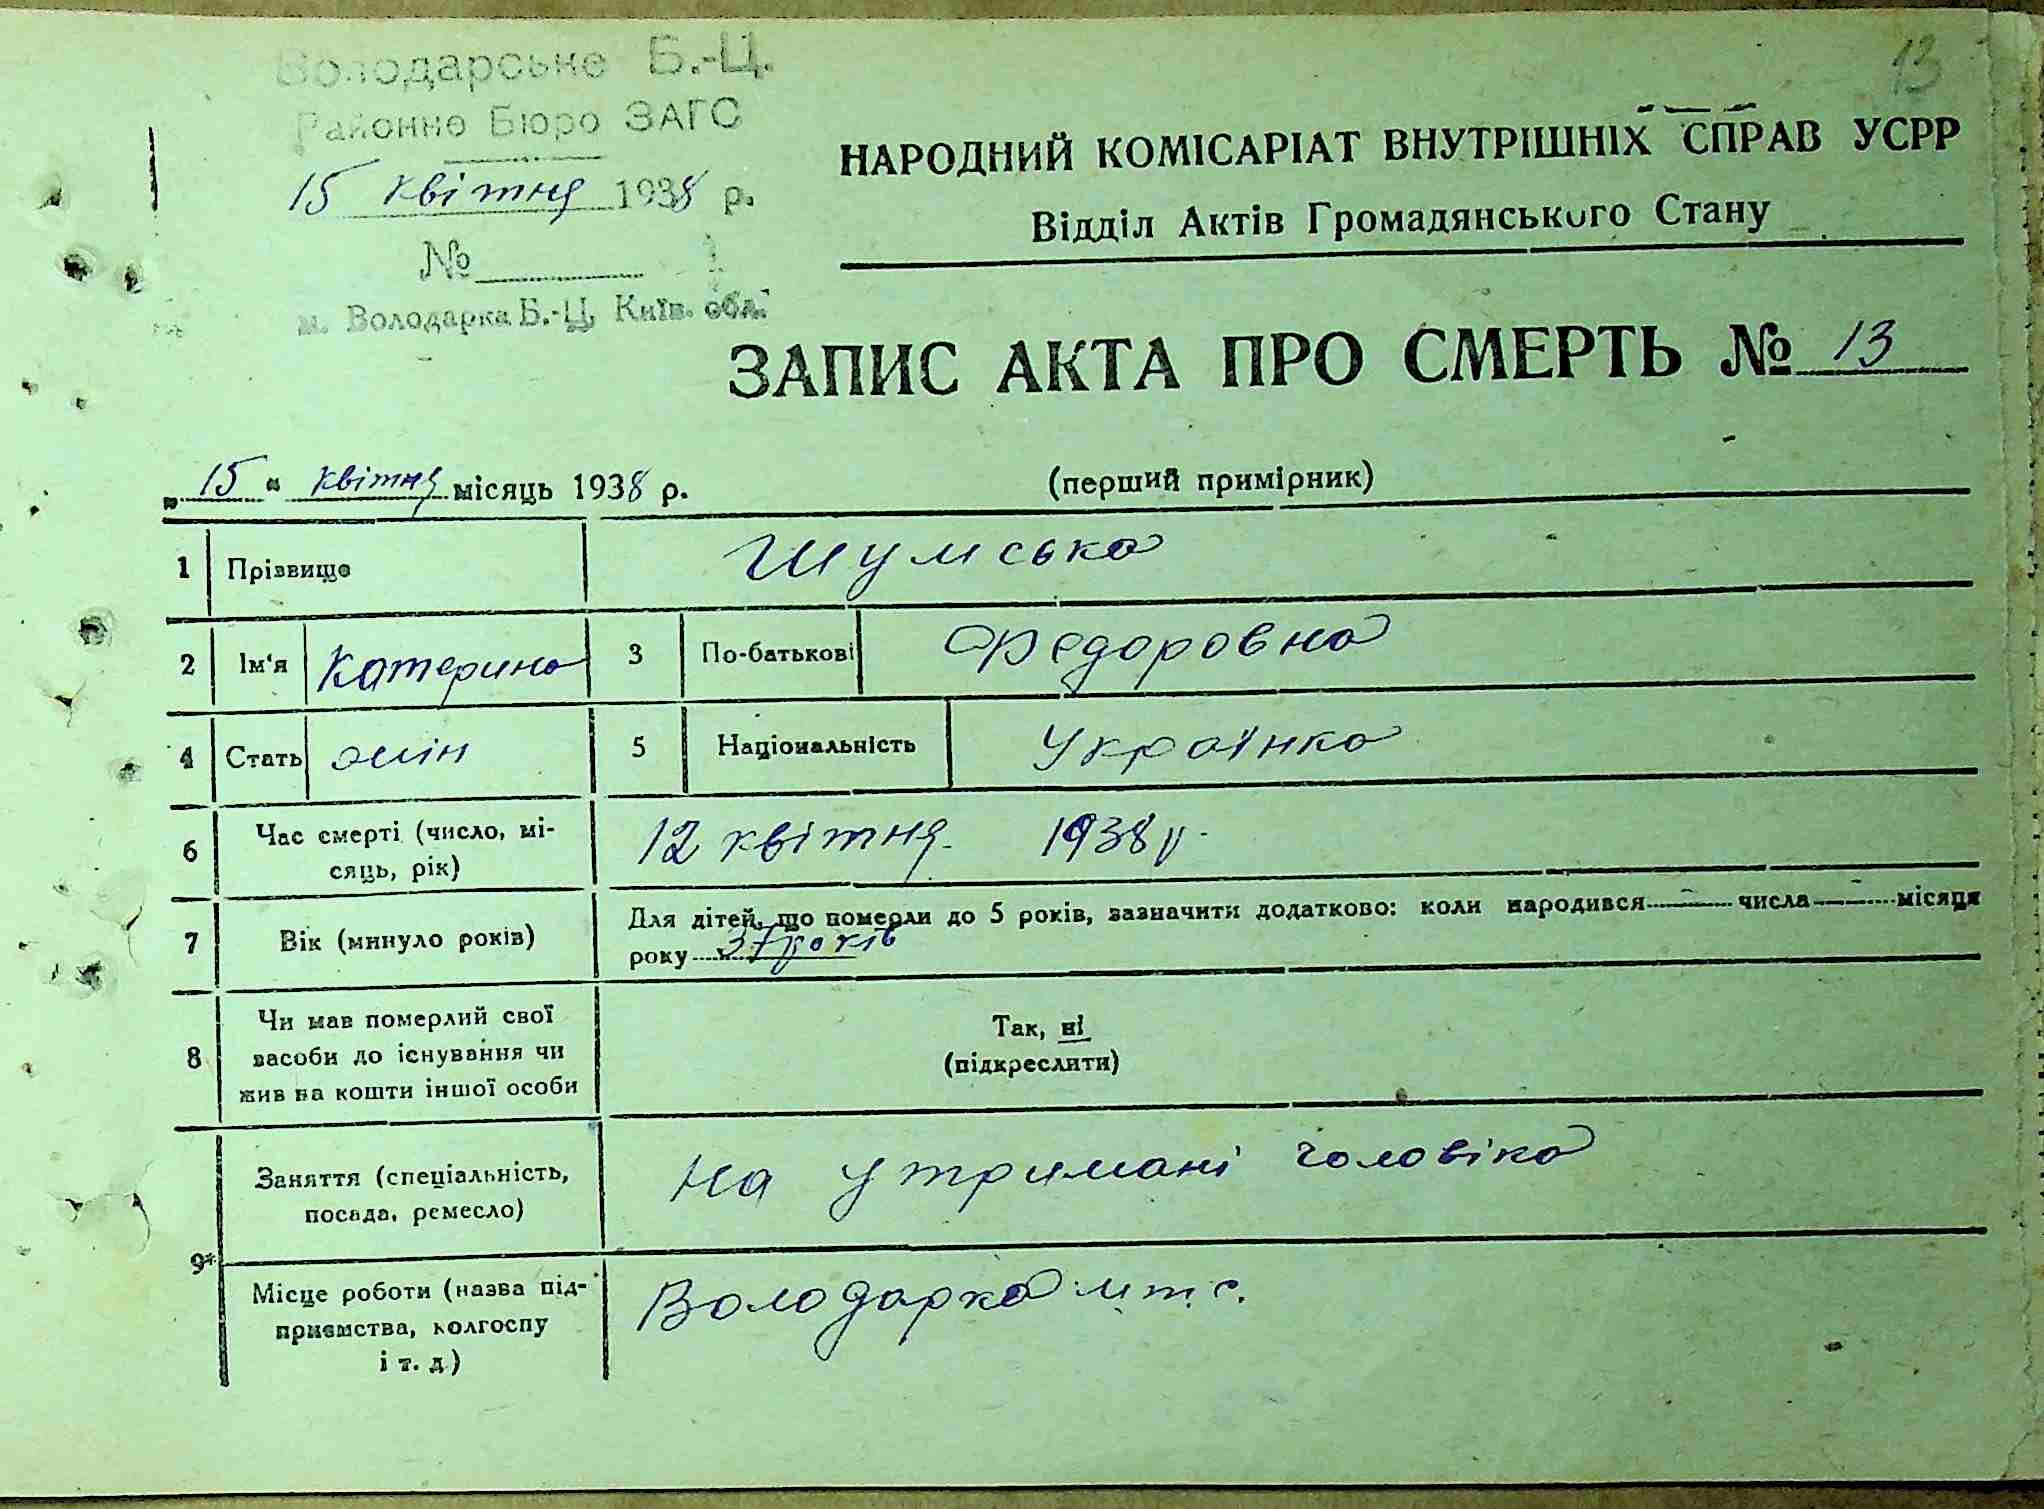 13
Володарське Б.-Ц.
Районне Бюро ЗАГС
15 квітня 1938 р.
№
м. Володарка Б.-Ц. Київ. обл.
НАРОДНИЙ КОМІСАРІАТ ВНУТРІШНІХ СПРАВ УСРР
Відділ Актів Громадянського Стану
ЗАПИС АКТА ПРО СМЕРТЬ № 13
„ 15 “ квітня місяць 1938 р.
(перший примірник)
1 Прізвище Шумська
2 Ім'я Катерина 3 По-батькові Федоровна
4 Стать жін 5 Національність Українка
6 Час смерті (число, мі-
сяць, рік)
12 квітня 1938 р.
7 Вік (минуло років)
Для дітей, що померли до 5 років, зазначити додатково: коли народився — числа — місяця
року 37 років
8 Чи мав померлий свої
засоби до існування чи
жив на кошти іншої особи
Так, ні
(підкреслити)
9*
Заняття (спеціальність,
посада, ремесло)
На утримані чоловіка
Місце роботи (назва під-
приємства, колгоспу
і т. д)
Володарка м.т.с.